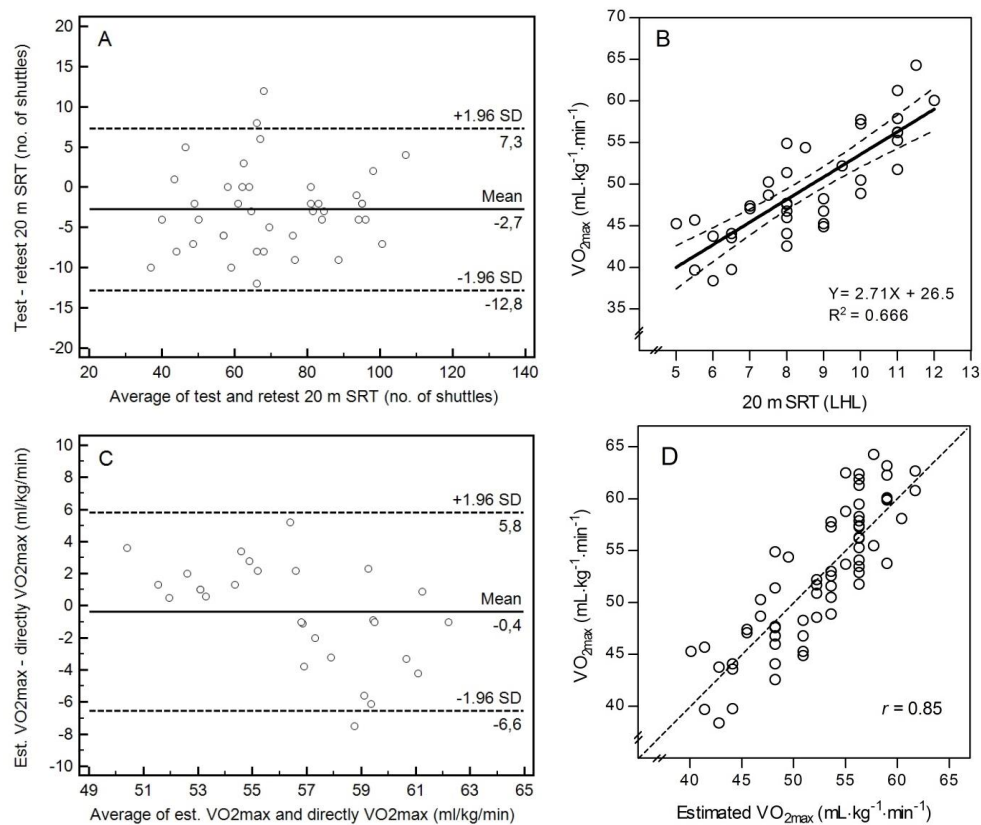 A
Test - retest 20 m SRT (no. of shuttles)
20
15
10
5
0
-5
-10
-15
-20
+1.96 SD
7,3
Mean
-2,7
-1.96 SD
-12,8
20 40 60 80 100 120 140
Average of test and retest 20 m SRT (no. of shuttles)
B
VO2max (mL·kg⁻¹·min⁻¹)
70
65
60
55
50
45
40
35
Y= 2.71X + 26.5
R² = 0.666
5 6 7 8 9 10 11 12 13
20 m SRT (LHL)
C
Est. VO2max - directly VO2max (ml/kg/min)
10
8
6
4
2
0
-2
-4
-6
-8
-10
+1.96 SD
5,8
Mean
-0,4
-1.96 SD
-6,6
49 51 53 55 57 59 61 63 65
Average of est. VO2max and directly VO2max (ml/kg/min)
D
VO2max (mL·kg⁻¹·min⁻¹)
65
60
55
50
45
40
r = 0.85
40 45 50 55 60 65
Estimated VO2max (mL·kg⁻¹·min⁻¹)